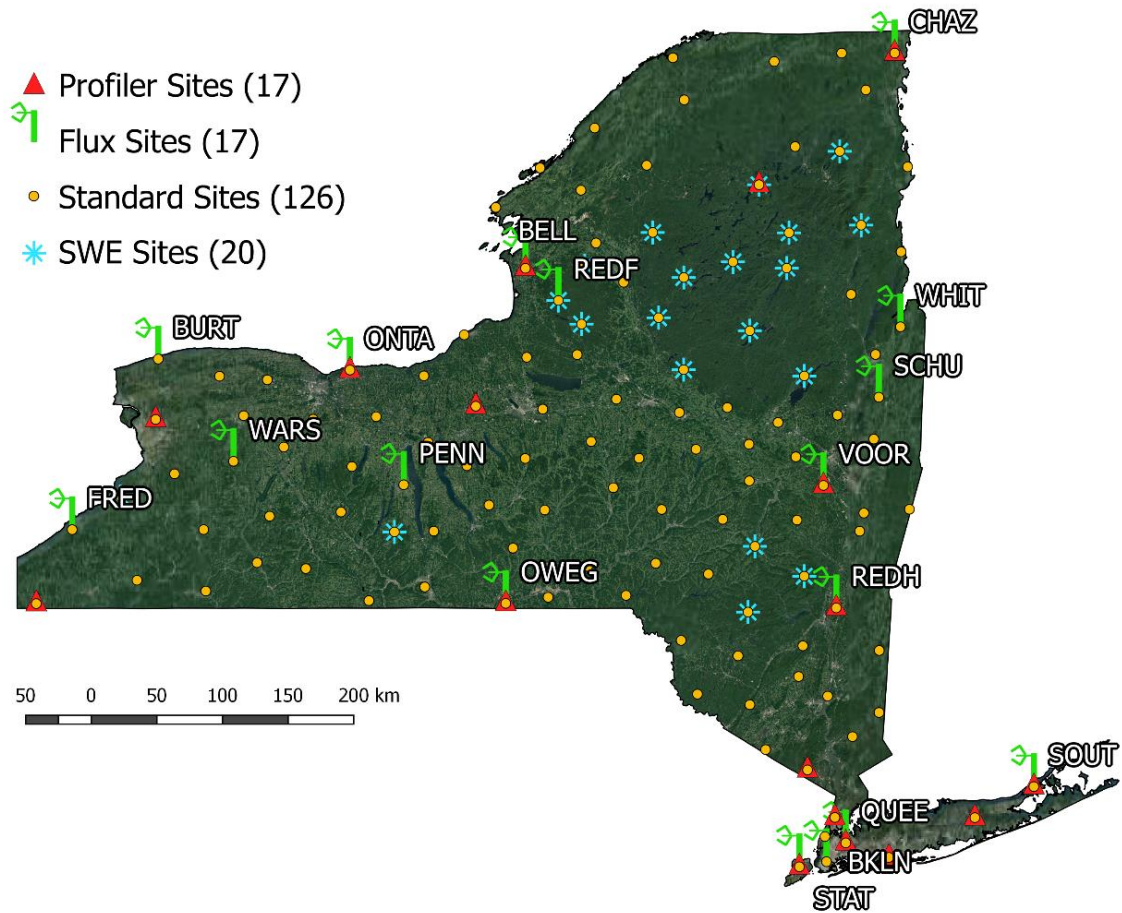 CHAZ
Profiler Sites (17)
Flux Sites (17)
Standard Sites (126)
SWE Sites (20)
BELL
REDF
WHIT
BURT
ONTA
SCHU
WARS
PENN
VOOR
FRED
OWEG
REDH
50 0 50 100 150 200 km
SOUT
QUEE
BKLN
STAT